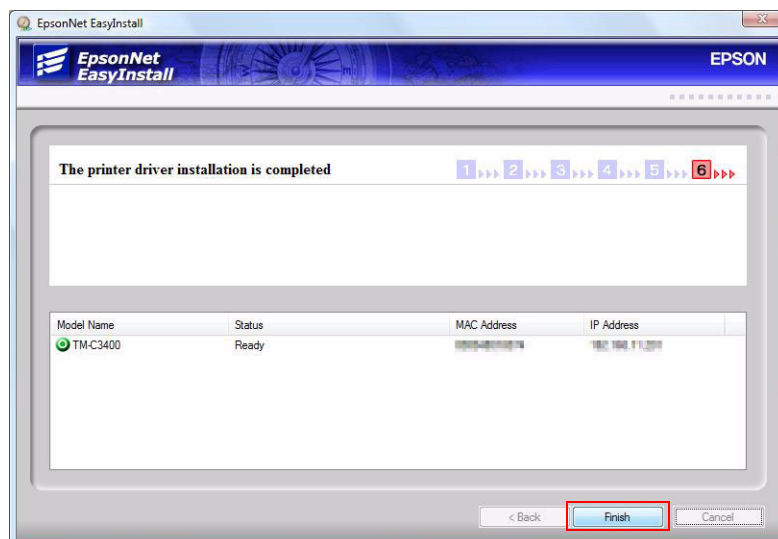 EpsonNet EasyInstall
EpsonNet
EasyInstall
EPSON
The printer driver installation is completed
1 2 3 4 5 6
Model Name Status MAC Address IP Address
TM-C3400 Ready
< Back Finish Cancel